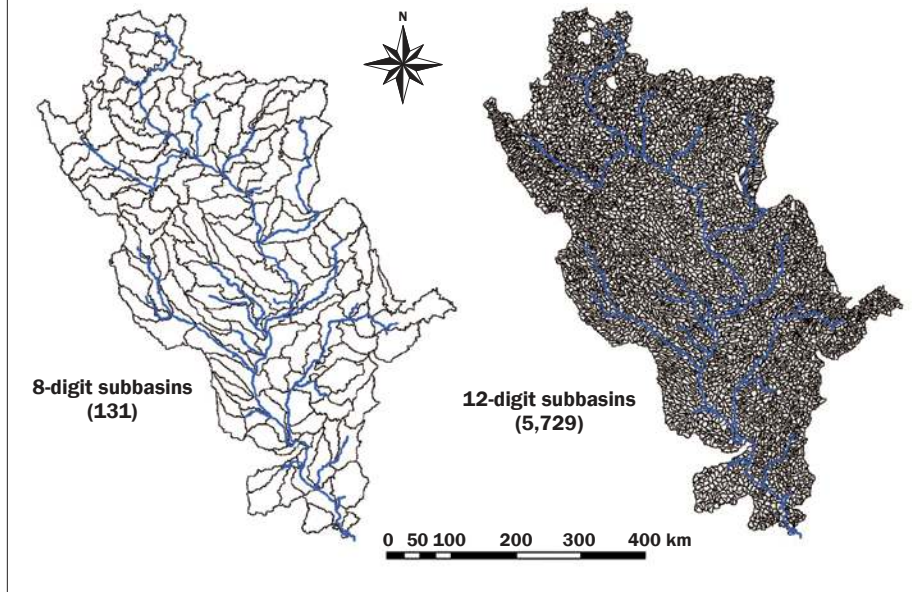 N
8-digit subbasins
(131)
12-digit subbasins
(5,729)
0 50 100 200 300 400 km